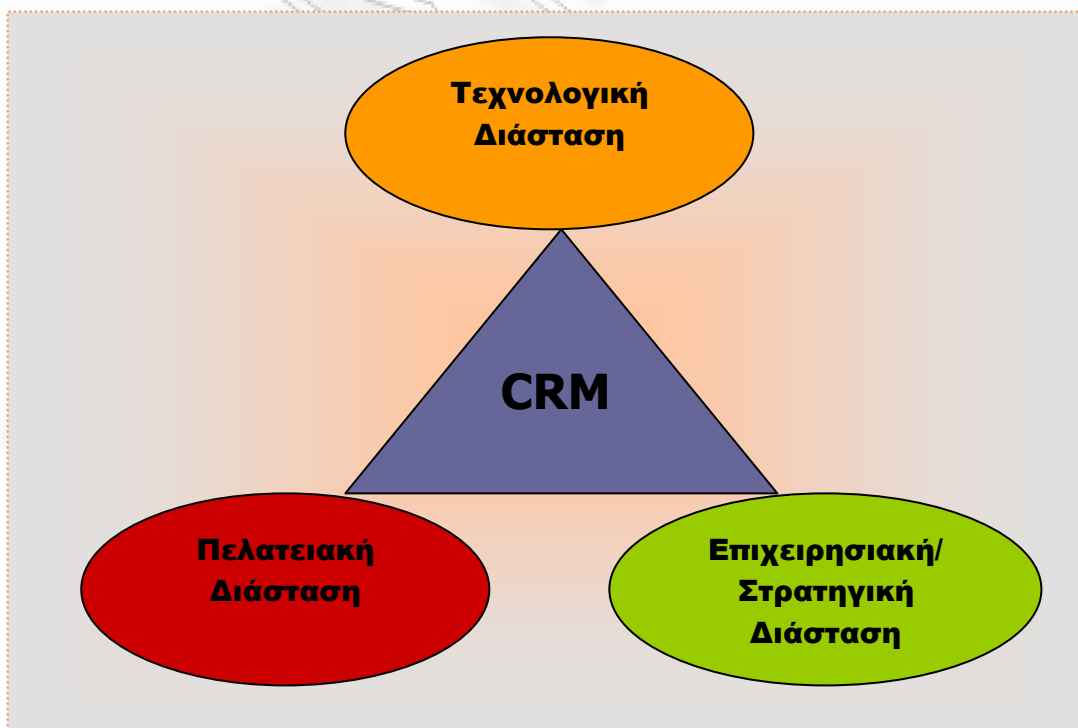 Τεχνολογική
Διάσταση
CRM
Πελατειακή
Διάσταση
Επιχειρησιακή/
Στρατηγική
Διάσταση